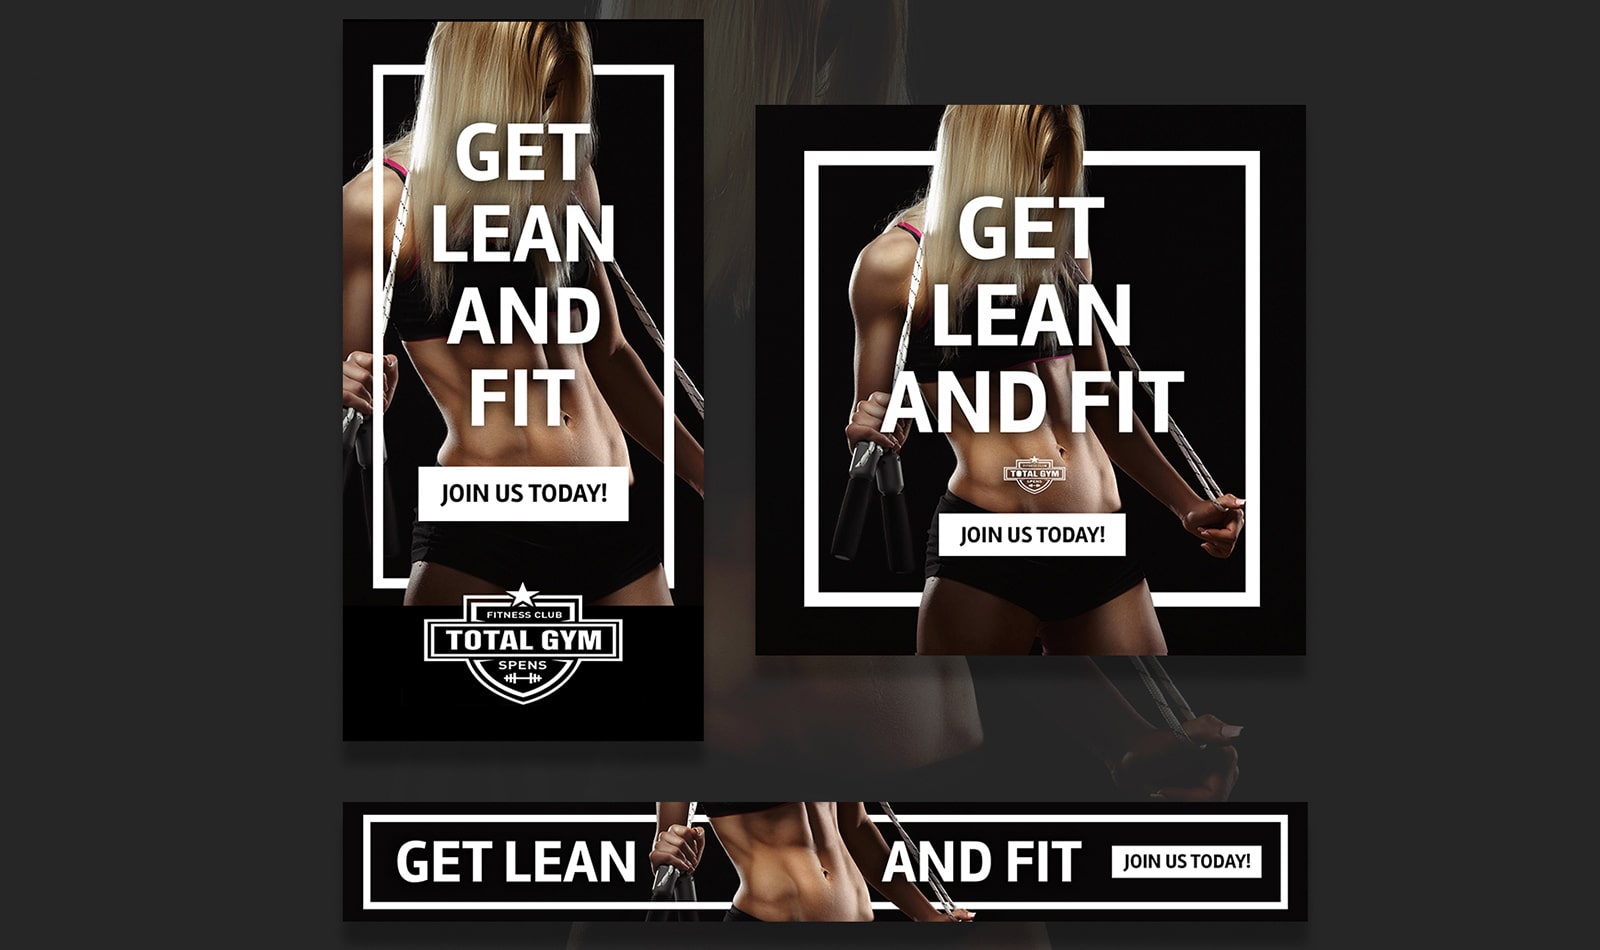 GET
LEAN
AND
FIT
JOIN US TODAY!
FITNESS CLUB
TOTAL GYM
SPENS
GET
LEAN
AND FIT
FITNESS CLUB
TOTAL GYM
SPENS
JOIN US TODAY!
GET LEAN AND FIT JOIN US TODAY!